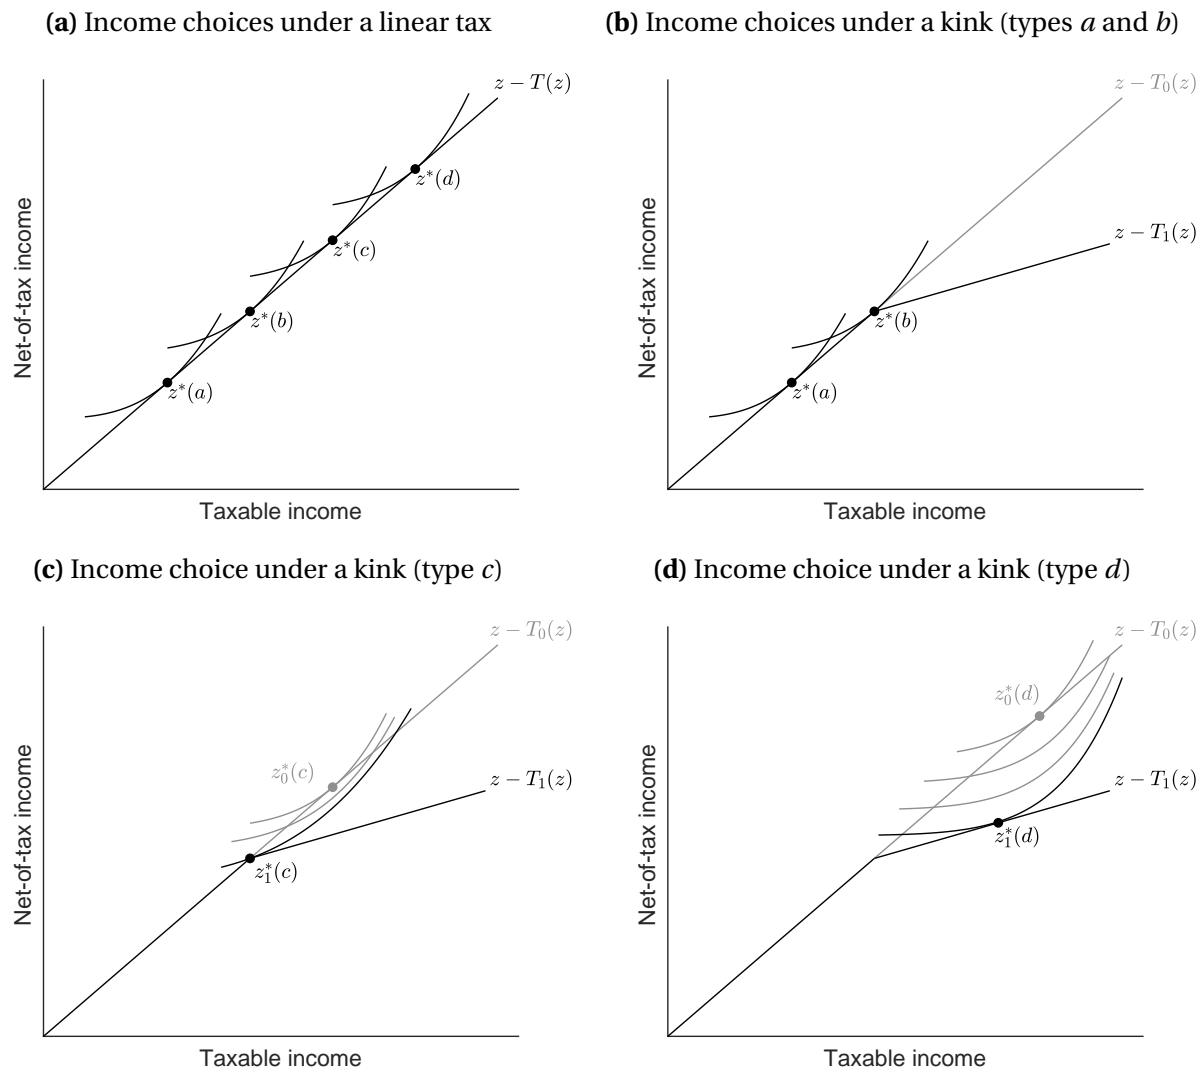 (a) Income choices under a linear tax
z − T(z)
z*(d)
z*(c)
z*(b)
z*(a)
Net-of-tax income
Taxable income
(b) Income choices under a kink (types a and b)
z − T₀(z)
z − T₁(z)
z*(b)
z*(a)
Net-of-tax income
Taxable income
(c) Income choice under a kink (type c)
z − T₀(z)
z₀*(c)
z − T₁(z)
z₁*(c)
Net-of-tax income
Taxable income
(d) Income choice under a kink (type d)
z − T₀(z)
z₀*(d)
z − T₁(z)
z₁*(d)
Net-of-tax income
Taxable income